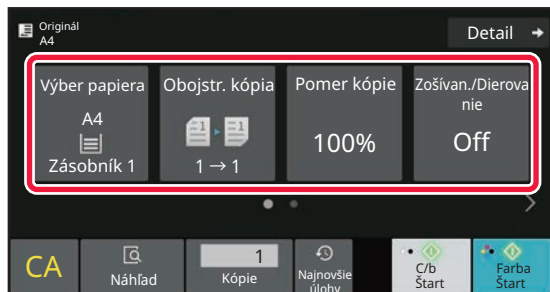 Originál
A4
Detail
Výber papiera
A4
Zásobník 1
Obojstr. kópia
1 → 1
Pomer kópie
100%
Zošívan./Dierova
nie
Off
CA
Náhľad
1
Kópie
Najnovšie
úlohy
C/b
Štart
Farba
Štart